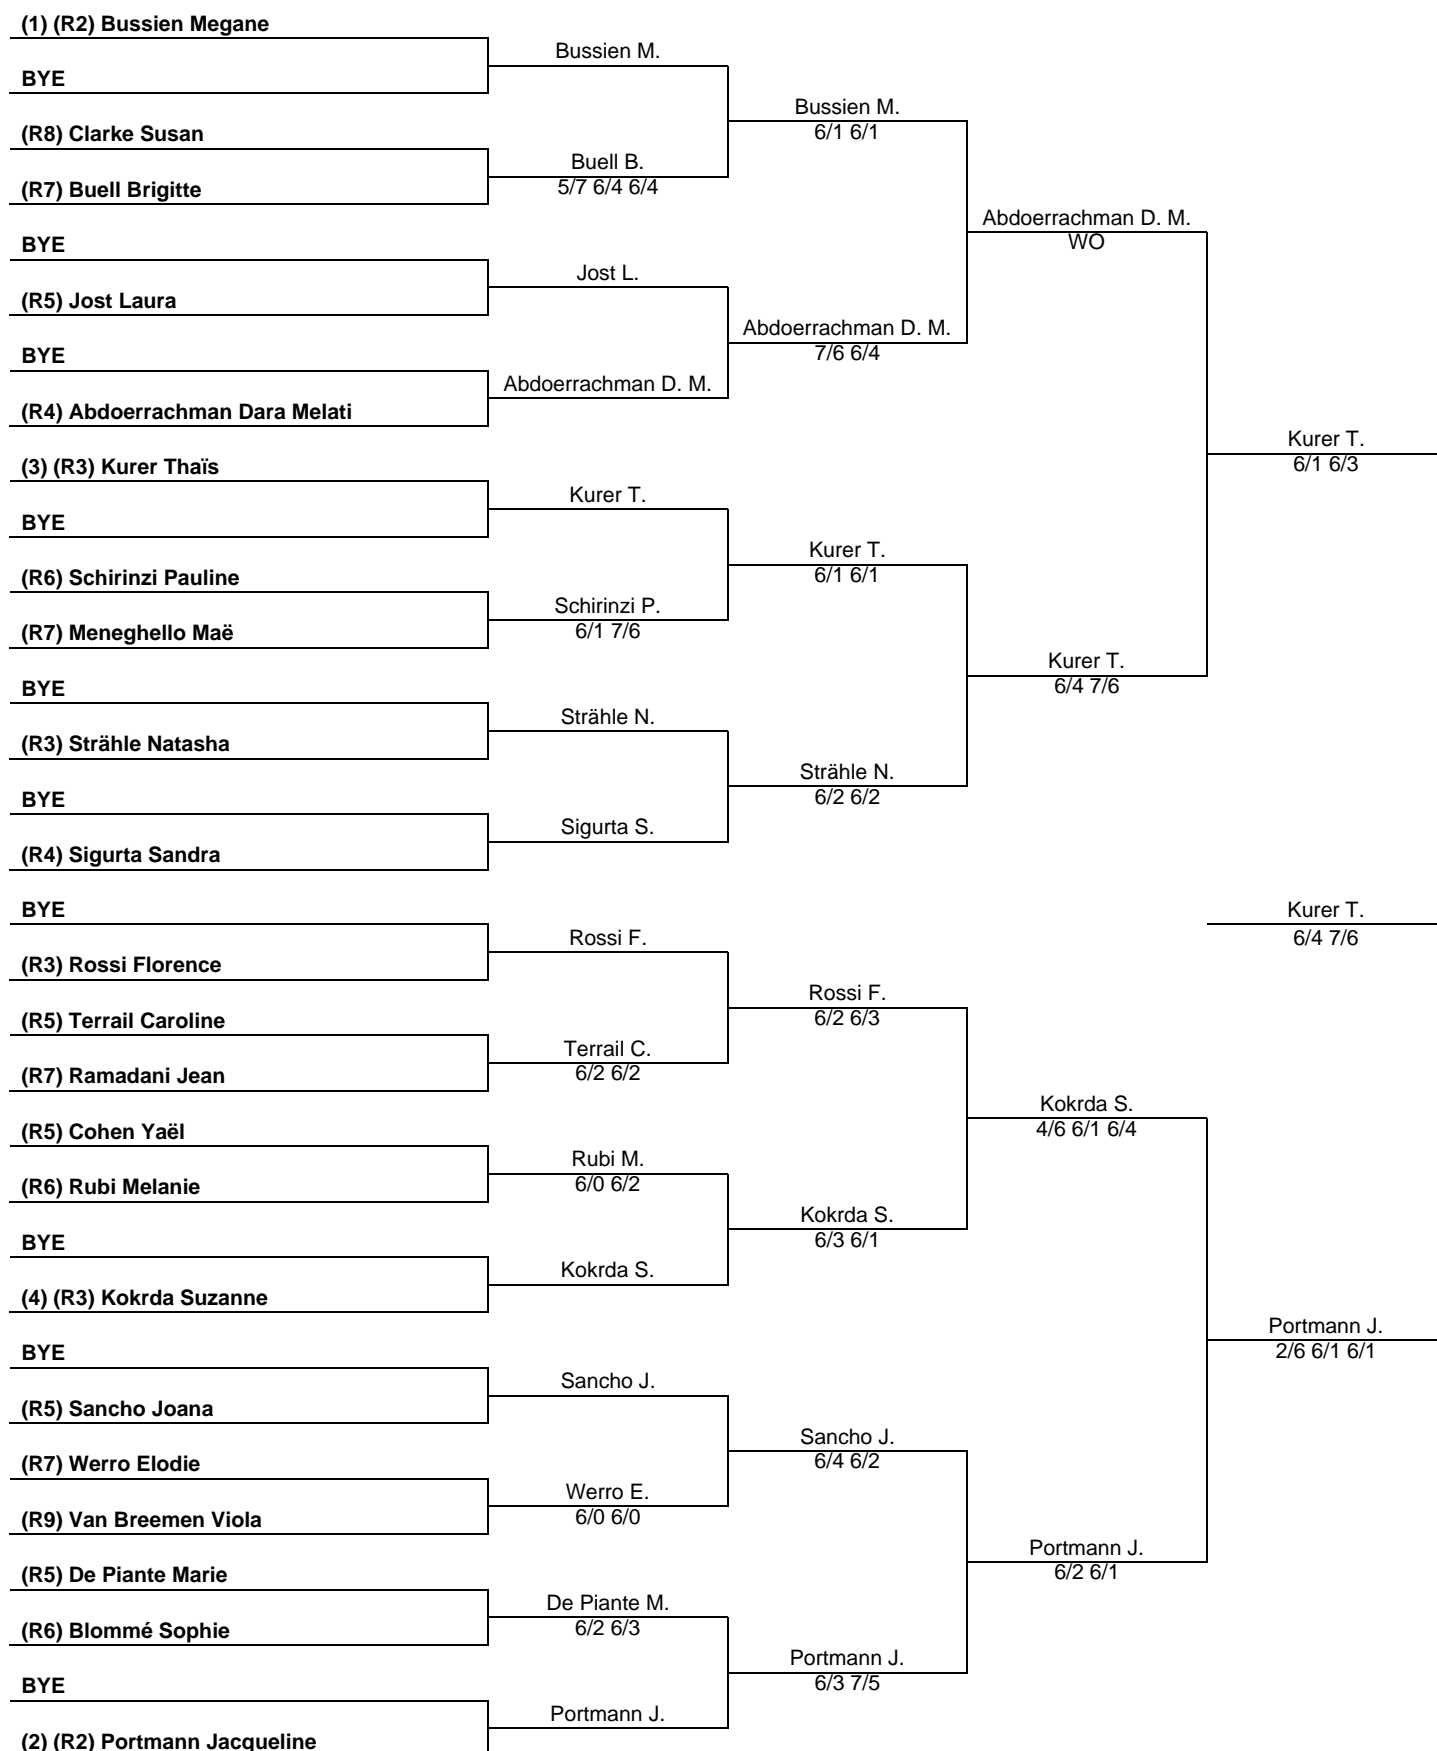 (1) (R2) Bussien Megane
BYE
(R8) Clarke Susan
(R7) Buell Brigitte
BYE
(R5) Jost Laura
BYE
(R4) Abdoerrachman Dara Melati
(3) (R3) Kurer Thaïs
BYE
(R6) Schirinzi Pauline
(R7) Meneghello Maë
BYE
(R3) Strähle Natasha
BYE
(R4) Sigurta Sandra
BYE
(R3) Rossi Florence
(R5) Terrail Caroline
(R7) Ramadani Jean
(R5) Cohen Yaël
(R6) Rubi Melanie
BYE
(4) (R3) Kokrda Suzanne
BYE
(R5) Sancho Joana
(R7) Werro Elodie
(R9) Van Breemen Viola
(R5) De Piante Marie
(R6) Blommé Sophie
BYE
(2) (R2) Portmann Jacqueline
Bussien M.
Buell B.
5/7 6/4 6/4
Jost L.
Abdoerrachman D. M.
Kurer T.
Schirinzi P.
6/1 7/6
Strähle N.
Sigurta S.
Rossi F.
Terrail C.
6/2 6/2
Rubi M.
6/0 6/2
Kokrda S.
Sancho J.
Werro E.
6/0 6/0
De Piante M.
6/2 6/3
Portmann J.
Bussien M.
6/1 6/1
Abdoerrachman D. M.
7/6 6/4
Kurer T.
6/1 6/1
Strähle N.
6/2 6/2
Rossi F.
6/2 6/3
Kokrda S.
6/3 6/1
Sancho J.
6/4 6/2
Portmann J.
6/3 7/5
Abdoerrachman D. M.
WO
Kurer T.
6/4 7/6
Kokrda S.
4/6 6/1 6/4
Portmann J.
6/2 6/1
Kurer T.
6/1 6/3
Kurer T.
6/4 7/6
Portmann J.
2/6 6/1 6/1